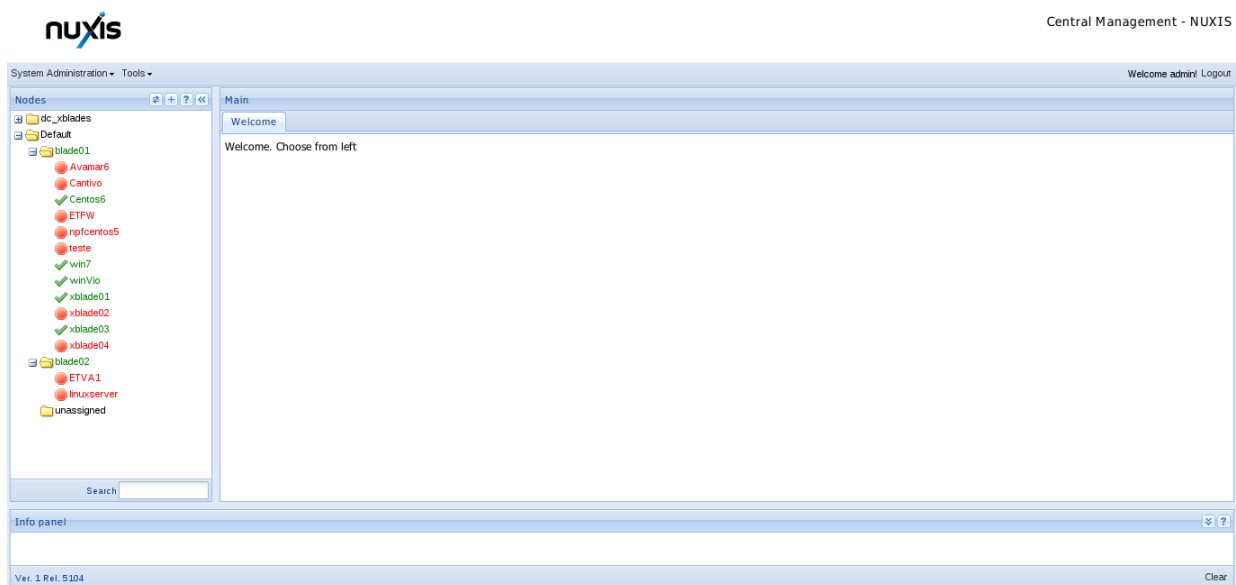 nuxis
Central Management - NUXIS
System Administration Tools
Welcome admin! Logout
Nodes
Main
dc_xblades
Default
blade01
Avamar6
Cantivo
Centos6
ETFW
npfcentos5
teste
win7
winVio
xblade01
xblade02
xblade03
xblade04
blade02
ETVA1
linuxserver
unassigned
Search
Welcome
Welcome. Choose from left
Info panel
Ver. 1 Rel. 5104
Clear